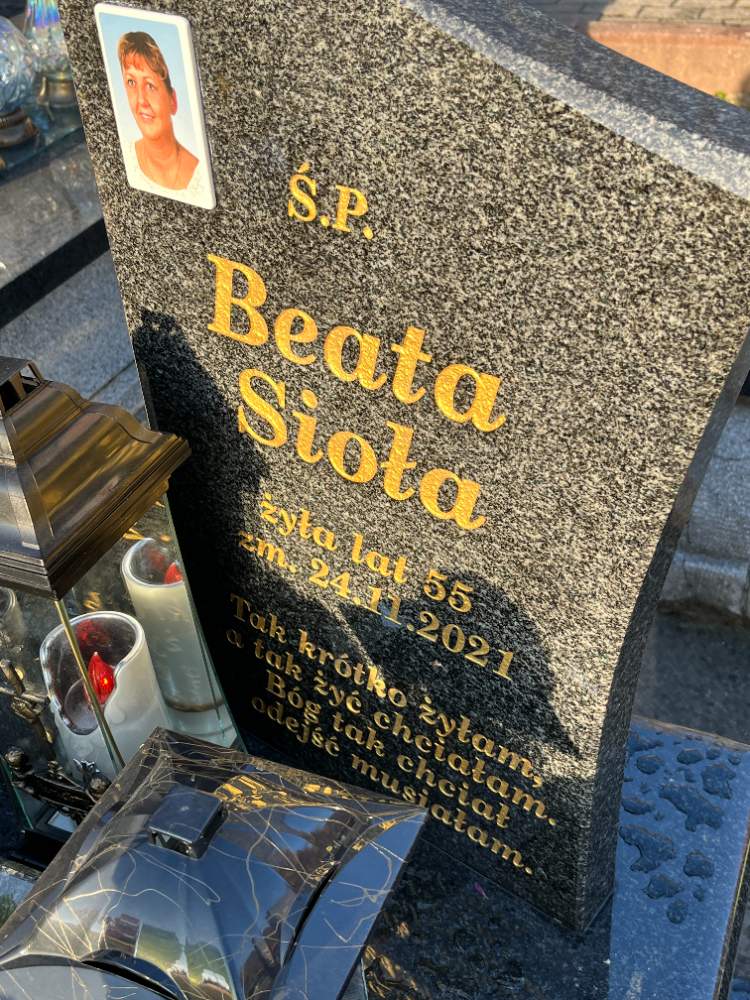 Ś.P.
Beata
Sioła
żyła lat 55
zm. 24.11.2021
Tak krótko żyłam,
a tak żyć chciałam.
Bóg tak chciał
odejść musiałam.